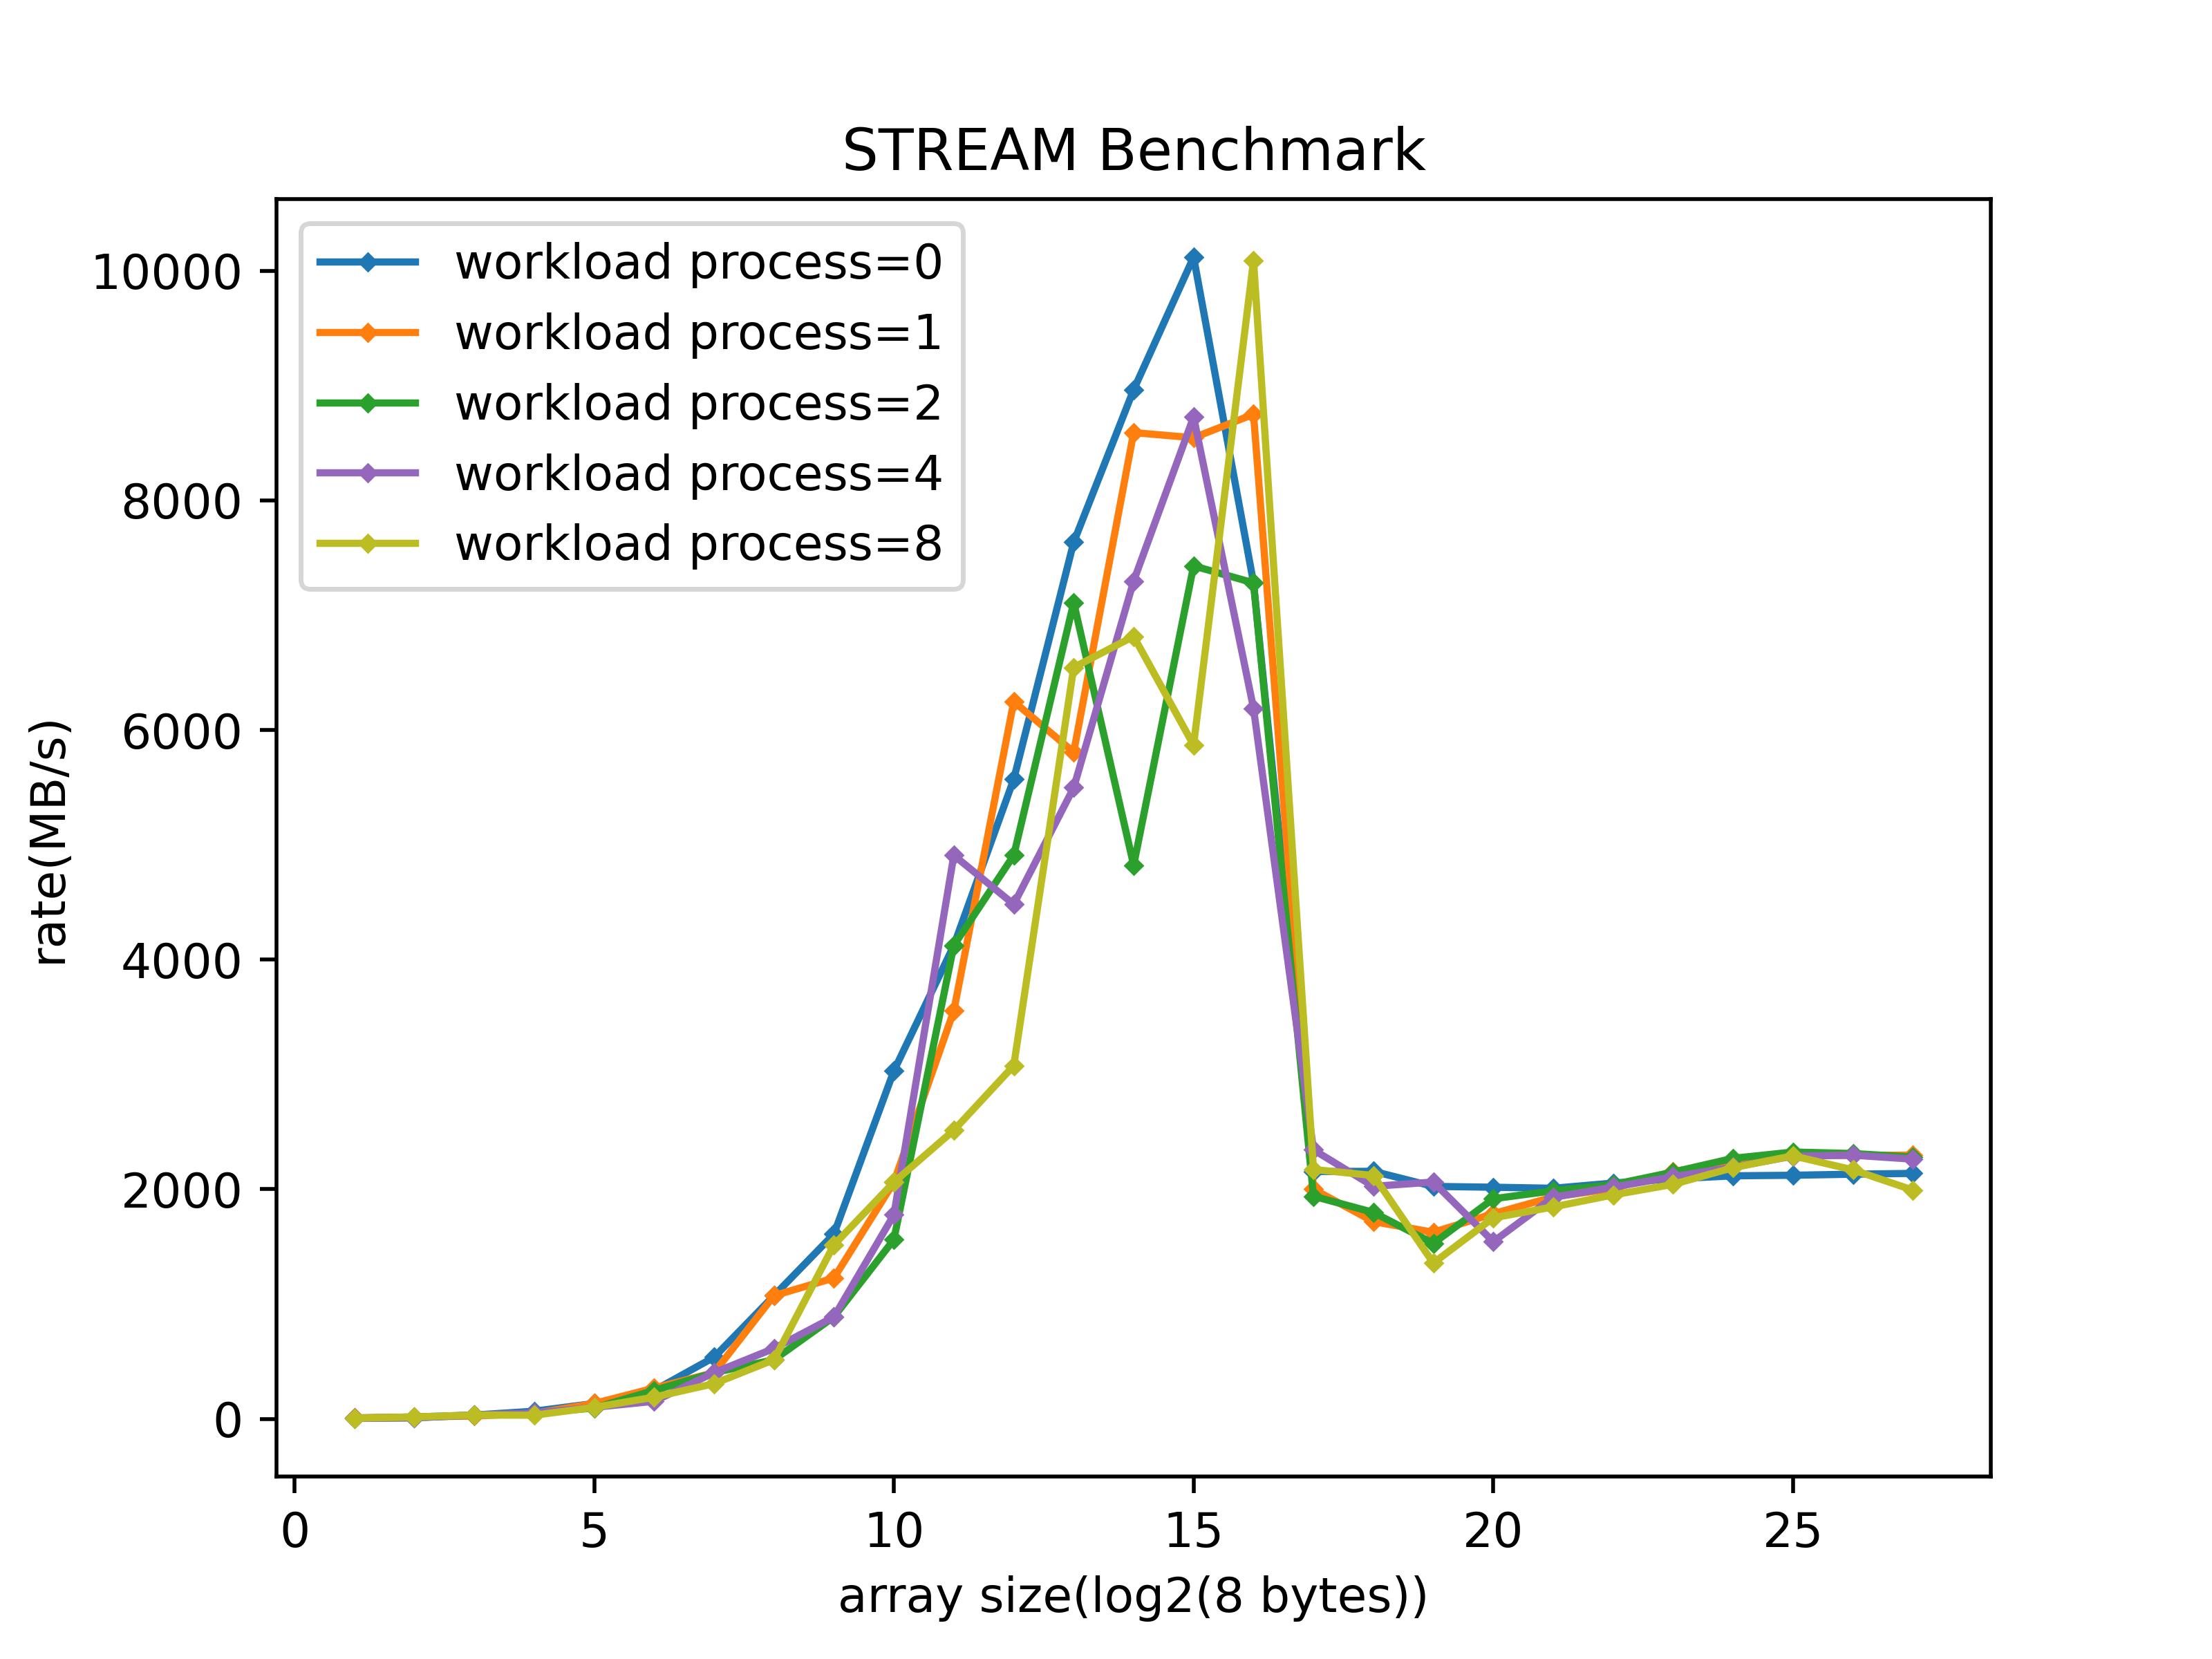 STREAM Benchmark
workload process=0
workload process=1
workload process=2
workload process=4
workload process=8
10000
8000
6000
4000
2000
0
rate(MB/s)
0 5 10 15 20 25
array size(log2(8 bytes))